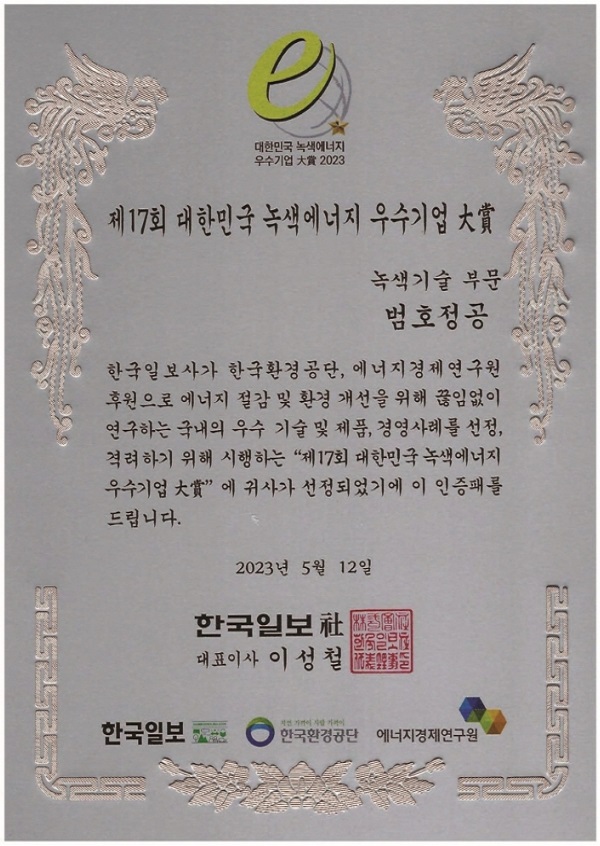 e
대한민국 녹색에너지
우수기업 大賞 2023
제17회 대한민국 녹색에너지 우수기업 大賞
녹색기술 부문
범호정공
한국일보사가 한국환경공단, 에너지경제연구원
후원으로 에너지 절감 및 환경 개선을 위해 끊임없이
연구하는 국내의 우수 기술 및 제품, 경영사례를 선정,
격려하기 위해 시행하는 “제17회 대한민국 녹색에너지
우수기업 大賞” 에 귀사가 선정되었기에 이 인증패를
드립니다.
2023년 5월 12일
한국일보 社
대표이사 이성철
한국일보
한국환경공단
에너지경제연구원